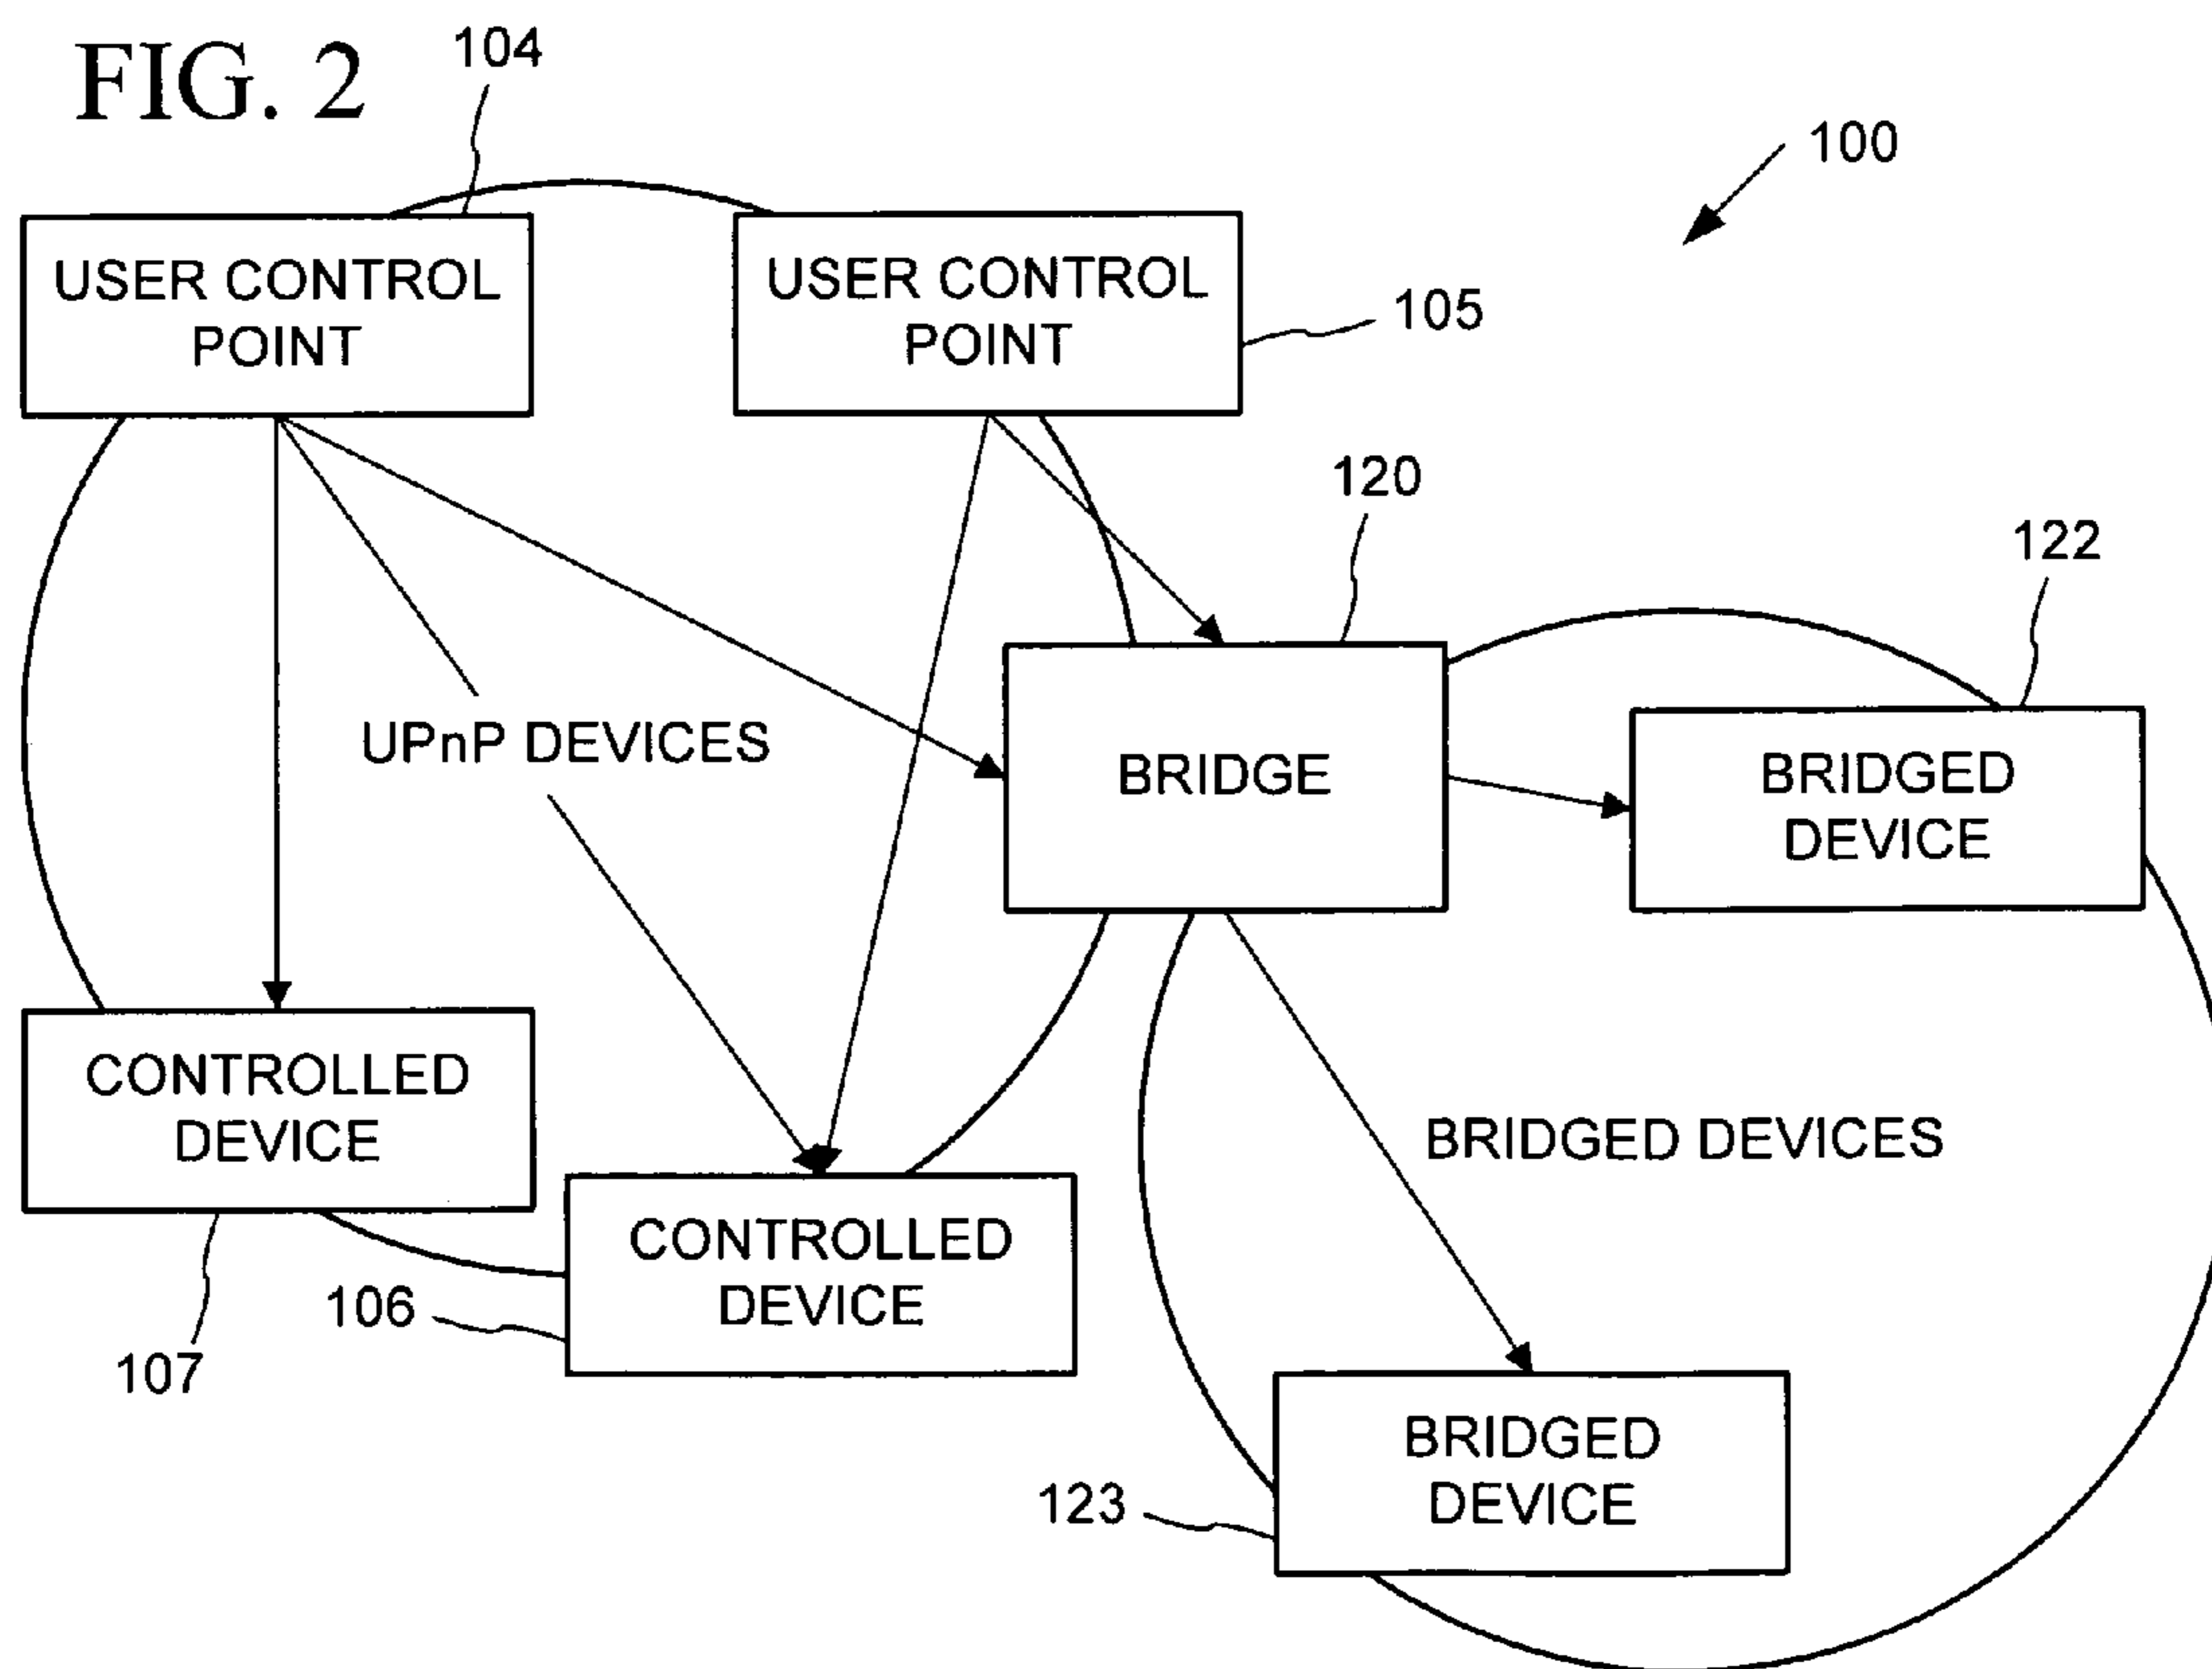 FIG. 2
104
100
USER CONTROL
POINT
USER CONTROL
POINT
105
120
122
UPnP DEVICES
BRIDGE
BRIDGED
DEVICE
CONTROLLED
DEVICE
BRIDGED DEVICES
CONTROLLED
DEVICE
106
107
BRIDGED
DEVICE
123